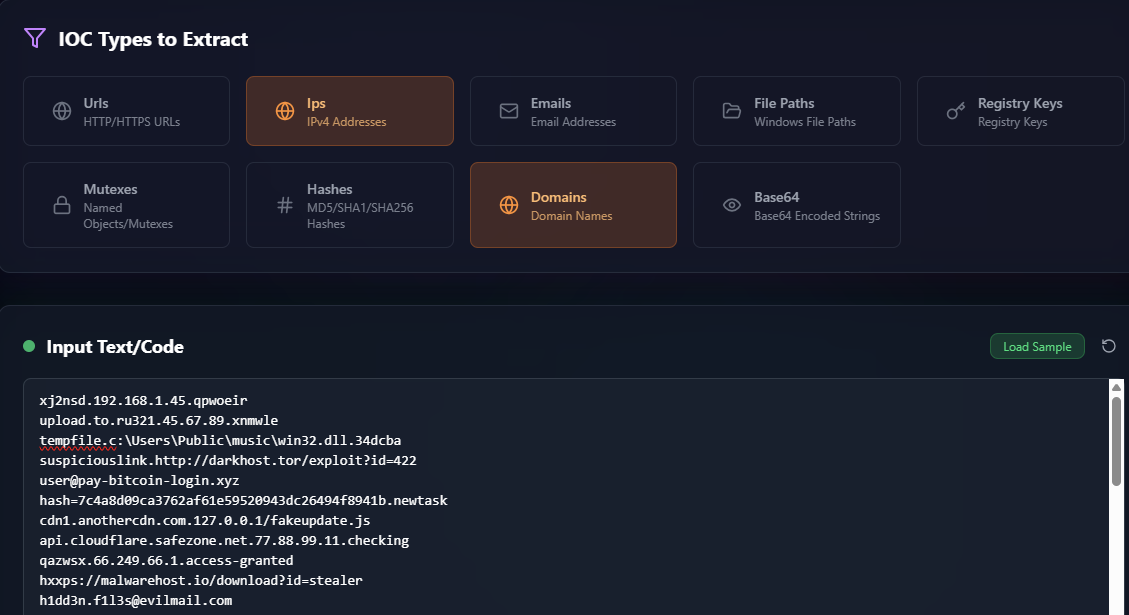 IOC Types to Extract
Urls
HTTP/HTTPS URLs
Ips
IPv4 Addresses
Emails
Email Addresses
File Paths
Windows File Paths
Registry Keys
Registry Keys
Mutexes
Named
Objects/Mutexes
Hashes
MD5/SHA1/SHA256
Hashes
Domains
Domain Names
Base64
Base64 Encoded Strings
Input Text/Code
Load Sample
xj2nsd.192.168.1.45.qpwoeir
upload.to.ru321.45.67.89.xnmwle
tempfile.c:\Users\Public\music\win32.dll.34dcba
suspiciouslink.http://darkhost.tor/exploit?id=422
user@pay-bitcoin-login.xyz
hash=7c4a8d09ca3762af61e59520943dc26494f8941b.newtask
cdn1.anothercdn.com.127.0.0.1/fakeupdate.js
api.cloudflare.safezone.net.77.88.99.11.checking
qazwsx.66.249.66.1.access-granted
hxxps://malwarehost.io/download?id=stealer
h1dd3n.f1l3s@evilmail.com